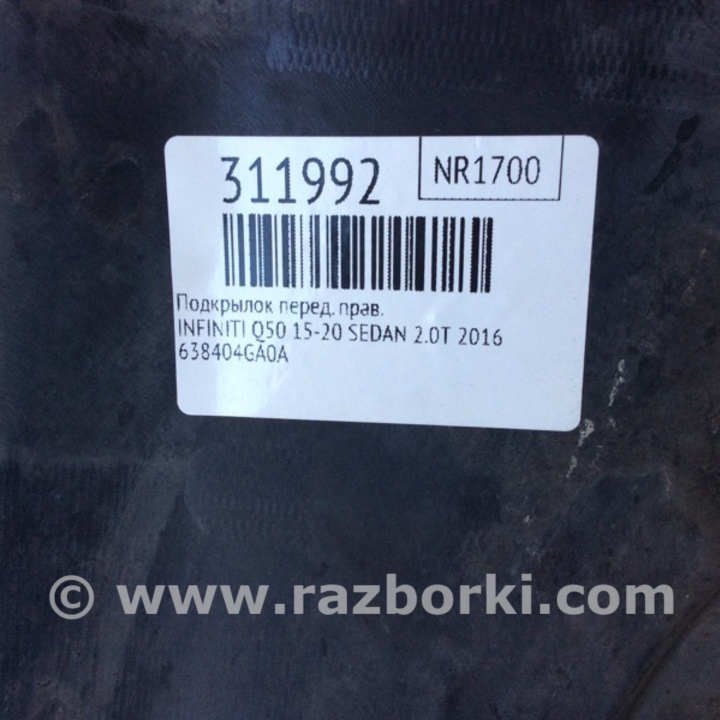 311992
NR1700
Подкрылок перед. прав.
INFINITI Q50 15-20 SEDAN 2.0T 2016
638404GA0A
© www.razborki.com